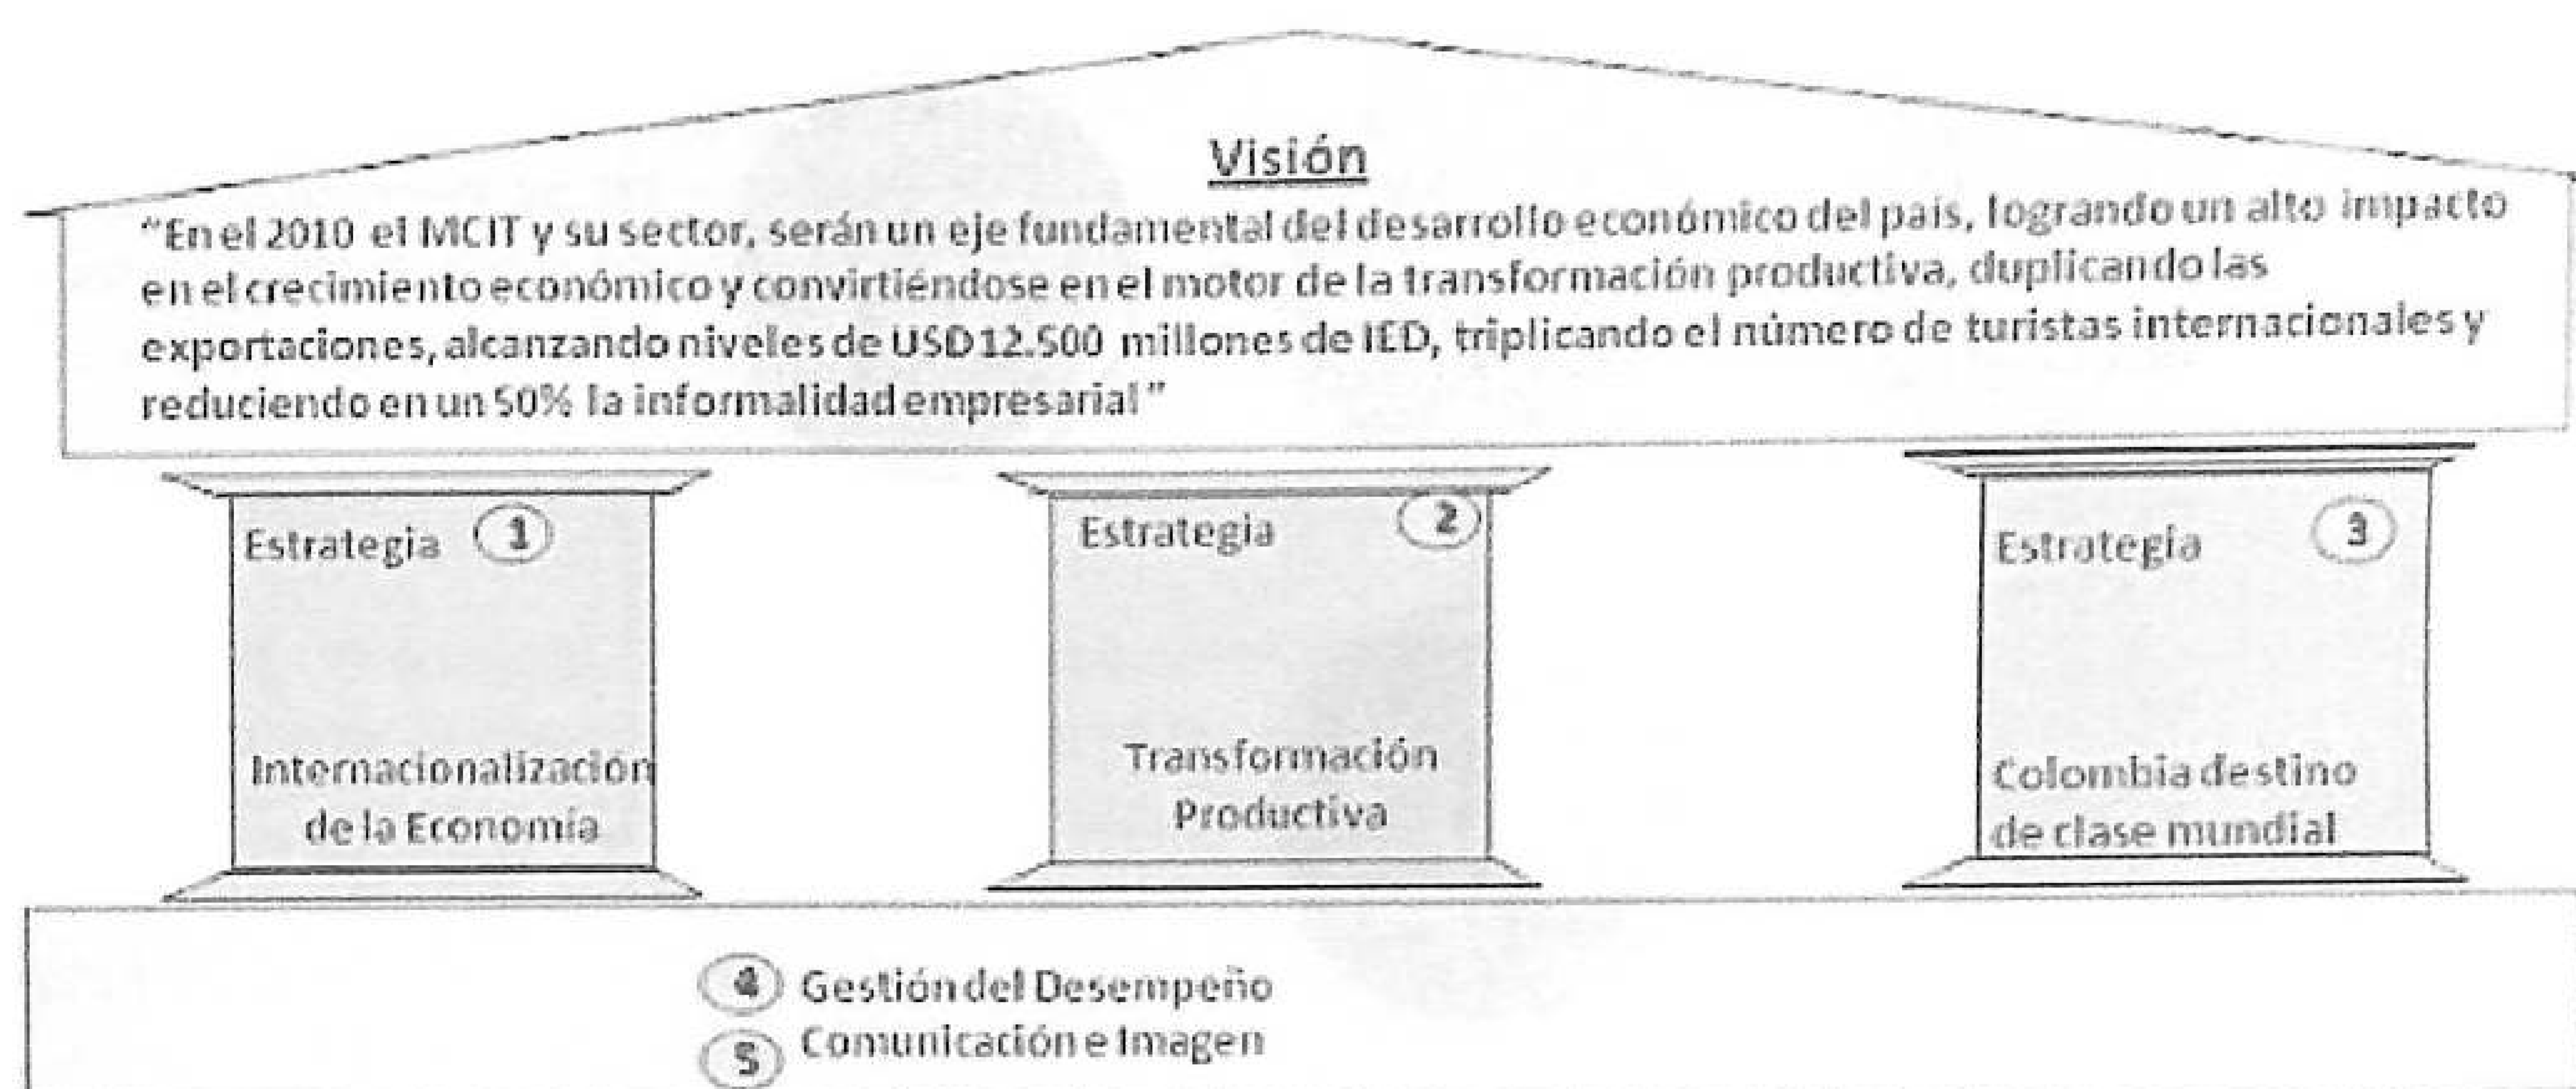 Visión
“En el 2010 el MCIT y su sector, serán un eje fundamental del desarrollo económico del país, logrando un alto impacto
en el crecimiento económico y convirtiéndose en el motor de la transformación productiva, duplicando las
exportaciones, alcanzando niveles de USD 12.500 millones de IED, triplicando el número de turistas internacionales y
reduciendo en un 50% la informalidad empresarial”
Estrategia 1
Internacionalización
de la Economía
Estrategia 2
Transformación
Productiva
Estrategia 3
Colombia destino
de clase mundial
4 Gestión del Desempeño
5 Comunicación e Imagen